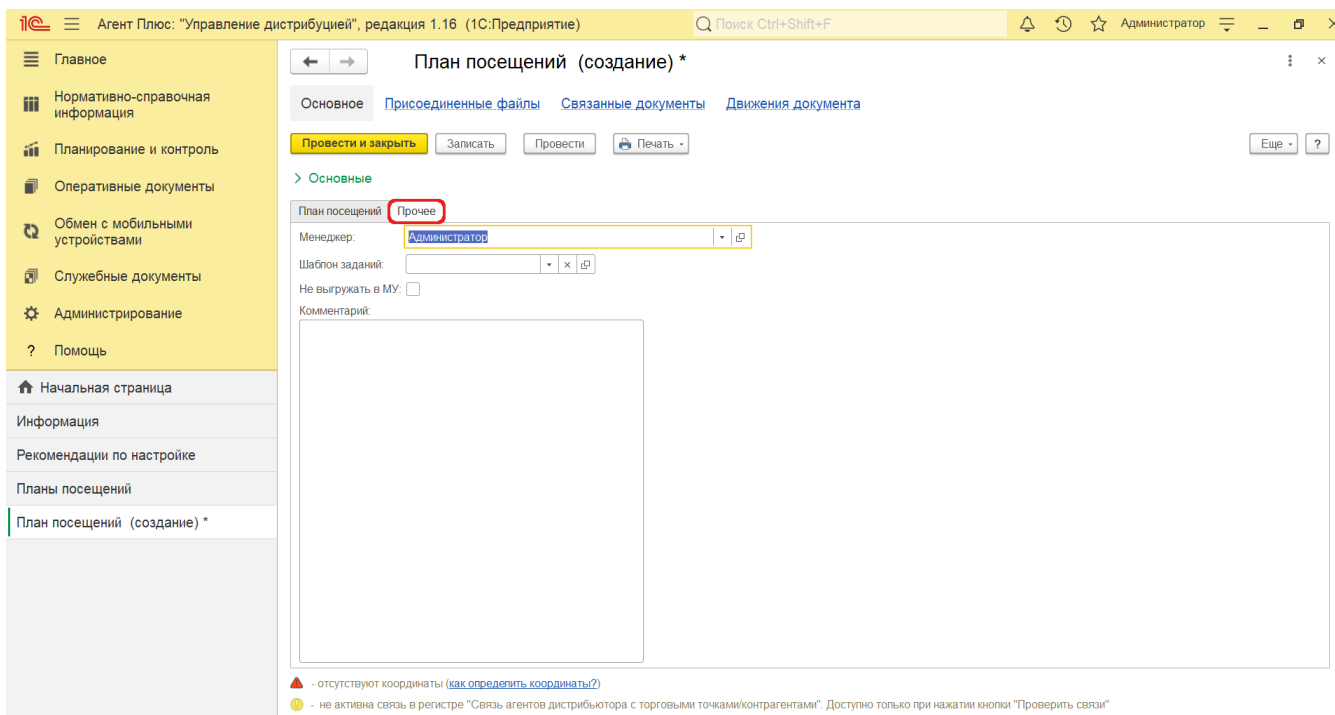 Агент Плюс: "Управление дистрибуцией", редакция 1.16 (1С:Предприятие)
Поиск Ctrl+Shift+F
Администратор
Главное
Нормативно-справочная
информация
Планирование и контроль
Оперативные документы
Обмен с мобильными
устройствами
Служебные документы
Администрирование
? Помощь
Начальная страница
Информация
Рекомендации по настройке
Планы посещений
План посещений (создание) *
План посещений (создание) *
Основное Присоединенные файлы Связанные документы Движения документа
Провести и закрыть Записать Провести Печать Еще ?
Основные
План посещений Прочее
Менеджер: Администратор
Шаблон заданий:
Не выгружать в МУ:
Комментарий:
- отсутствуют координаты (как определить координаты?)
- не активна связь в регистре "Связь агентов дистрибьютора с торговыми точками/контрагентами". Доступно только при нажатии кнопки "Проверить связи"